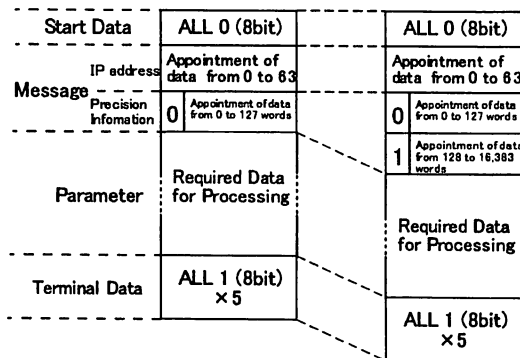 Start Data
ALL 0 (8bit)
ALL 0 (8bit)
Message
IP address
Appointment of
data from 0 to 63
Appointment of
data from 0 to 63
Precision
Infomation
0
Appointment of data
from 0 to 127 words
0
Appointment of data
from 0 to 127 words
1
Appointment of data
from 128 to 16,383
words
Parameter
Required Data
for Processing
Required Data
for Processing
Terminal Data
ALL 1 (8bit)
×5
ALL 1 (8bit)
×5